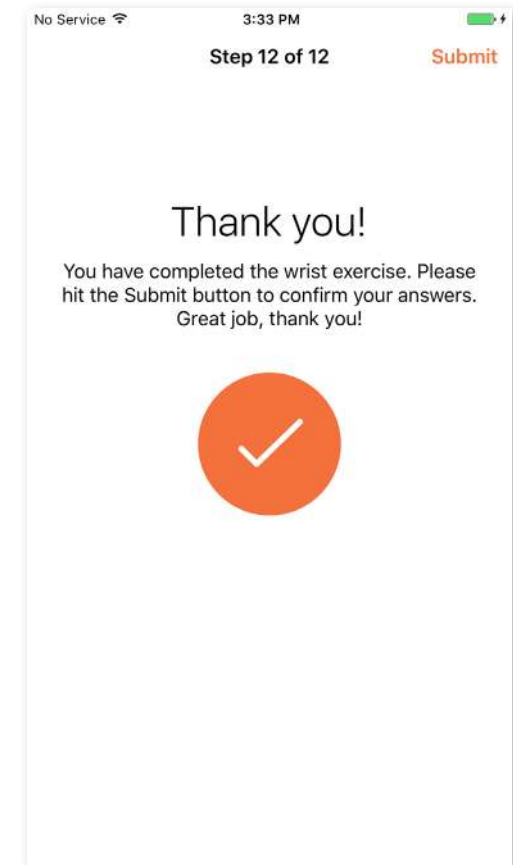 No Service 3:33 PM
Step 12 of 12 Submit
Thank you!
You have completed the wrist exercise. Please
hit the Submit button to confirm your answers.
Great job, thank you!